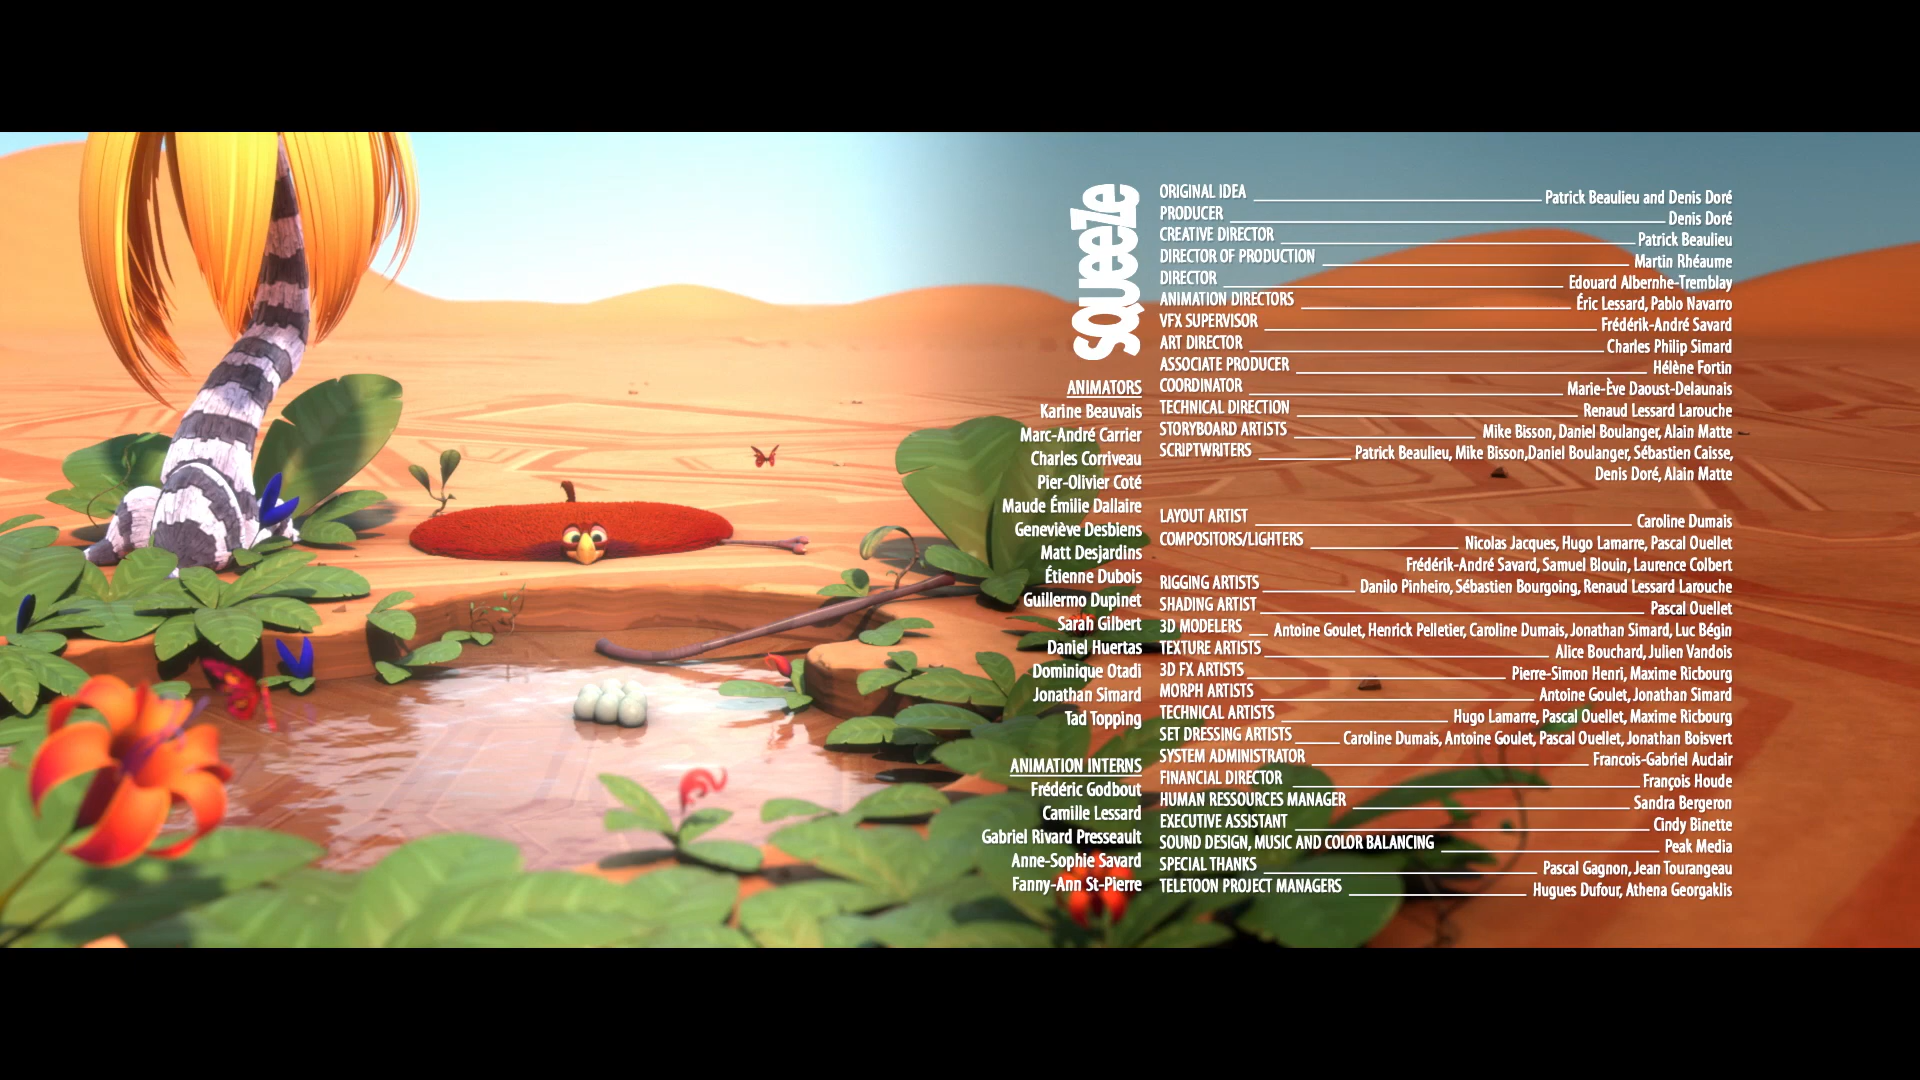 squeeze
ANIMATORS
Karine Beauvais
Marc-André Carrier
Charles Corriveau
Pier-Olivier Coté
Maude Émilie Dallaire
Geneviève Desbiens
Matt Desjardins
Étienne Dubois
Guillermo Dupinet
Sarah Gilbert
Daniel Huertas
Dominique Otadi
Jonathan Simard
Tad Topping
ANIMATION INTERNS
Frédéric Godbout
Camille Lessard
Gabriel Rivard Presseault
Anne-Sophie Savard
Fanny-Ann St-Pierre
ORIGINAL IDEA Patrick Beaulieu and Denis Doré
PRODUCER Denis Doré
CREATIVE DIRECTOR Patrick Beaulieu
DIRECTOR OF PRODUCTION Martin Rhéaume
DIRECTOR Edouard Albernhe-Tremblay
ANIMATION DIRECTORS Éric Lessard, Pablo Navarro
VFX SUPERVISOR Frédérik-André Savard
ART DIRECTOR Charles Philip Simard
ASSOCIATE PRODUCER Hélène Fortin
COORDINATOR Marie-Ève Daoust-Delaunais
TECHNICAL DIRECTION Renaud Lessard Larouche
STORYBOARD ARTISTS Mike Bisson, Daniel Boulanger, Alain Matte
SCRIPTWRITERS Patrick Beaulieu, Mike Bisson,Daniel Boulanger, Sébastien Caisse,
Denis Doré, Alain Matte
LAYOUT ARTIST Caroline Dumais
COMPOSITORS/LIGHTERS Nicolas Jacques, Hugo Lamarre, Pascal Ouellet
Frédérik-André Savard, Samuel Blouin, Laurence Colbert
RIGGING ARTISTS Danilo Pinheiro, Sébastien Bourgoing, Renaud Lessard Larouche
SHADING ARTIST Pascal Ouellet
3D MODELERS Antoine Goulet, Henrick Pelletier, Caroline Dumais, Jonathan Simard, Luc Bégin
TEXTURE ARTISTS Alice Bouchard, Julien Vandois
3D FX ARTISTS Pierre-Simon Henri, Maxime Ricbourg
MORPH ARTISTS Antoine Goulet, Jonathan Simard
TECHNICAL ARTISTS Hugo Lamarre, Pascal Ouellet, Maxime Ricbourg
SET DRESSING ARTISTS Caroline Dumais, Antoine Goulet, Pascal Ouellet, Jonathan Boisvert
SYSTEM ADMINISTRATOR Francois-Gabriel Auclair
FINANCIAL DIRECTOR François Houde
HUMAN RESSOURCES MANAGER Sandra Bergeron
EXECUTIVE ASSISTANT Cindy Binette
SOUND DESIGN, MUSIC AND COLOR BALANCING Peak Media
SPECIAL THANKS Pascal Gagnon, Jean Tourangeau
TELETOON PROJECT MANAGERS Hugues Dufour, Athena Georgaklis